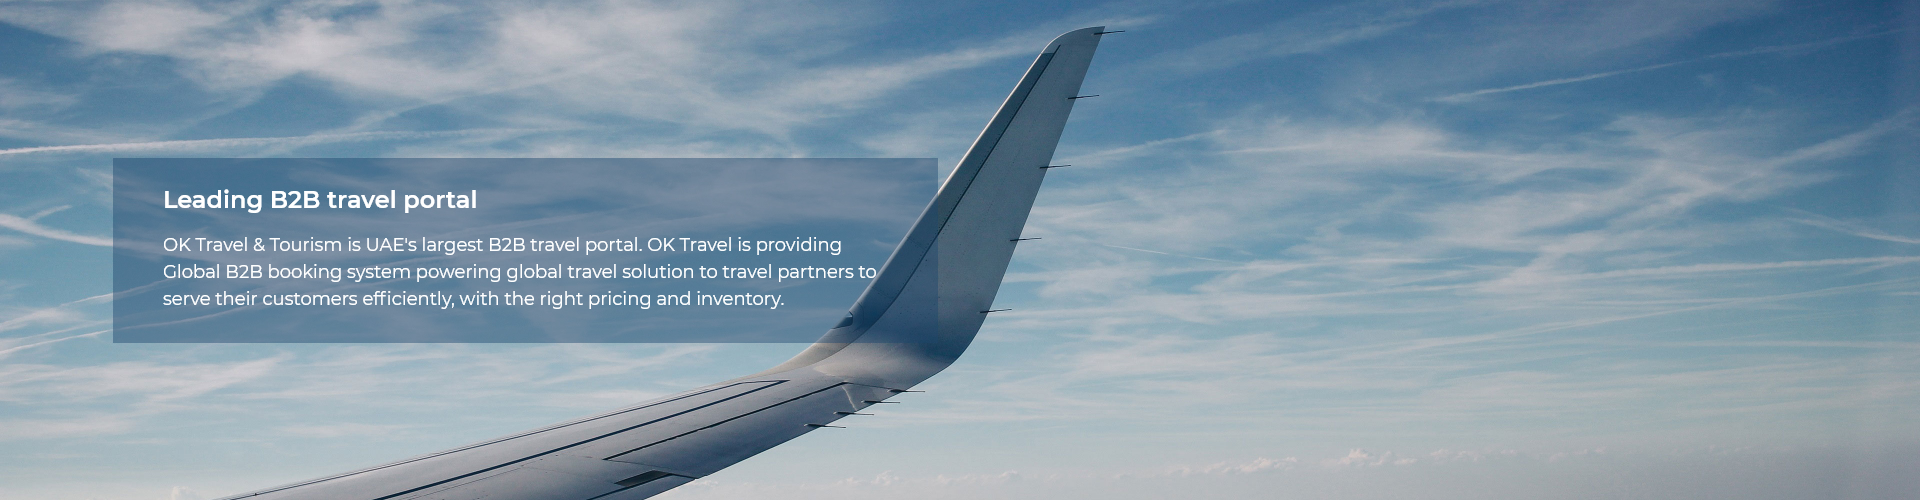 Leading B2B travel portal
OK Travel & Tourism is UAE's largest B2B travel portal. OK Travel is providing
Global B2B booking system powering global travel solution to travel partners to
serve their customers efficiently, with the right pricing and inventory.